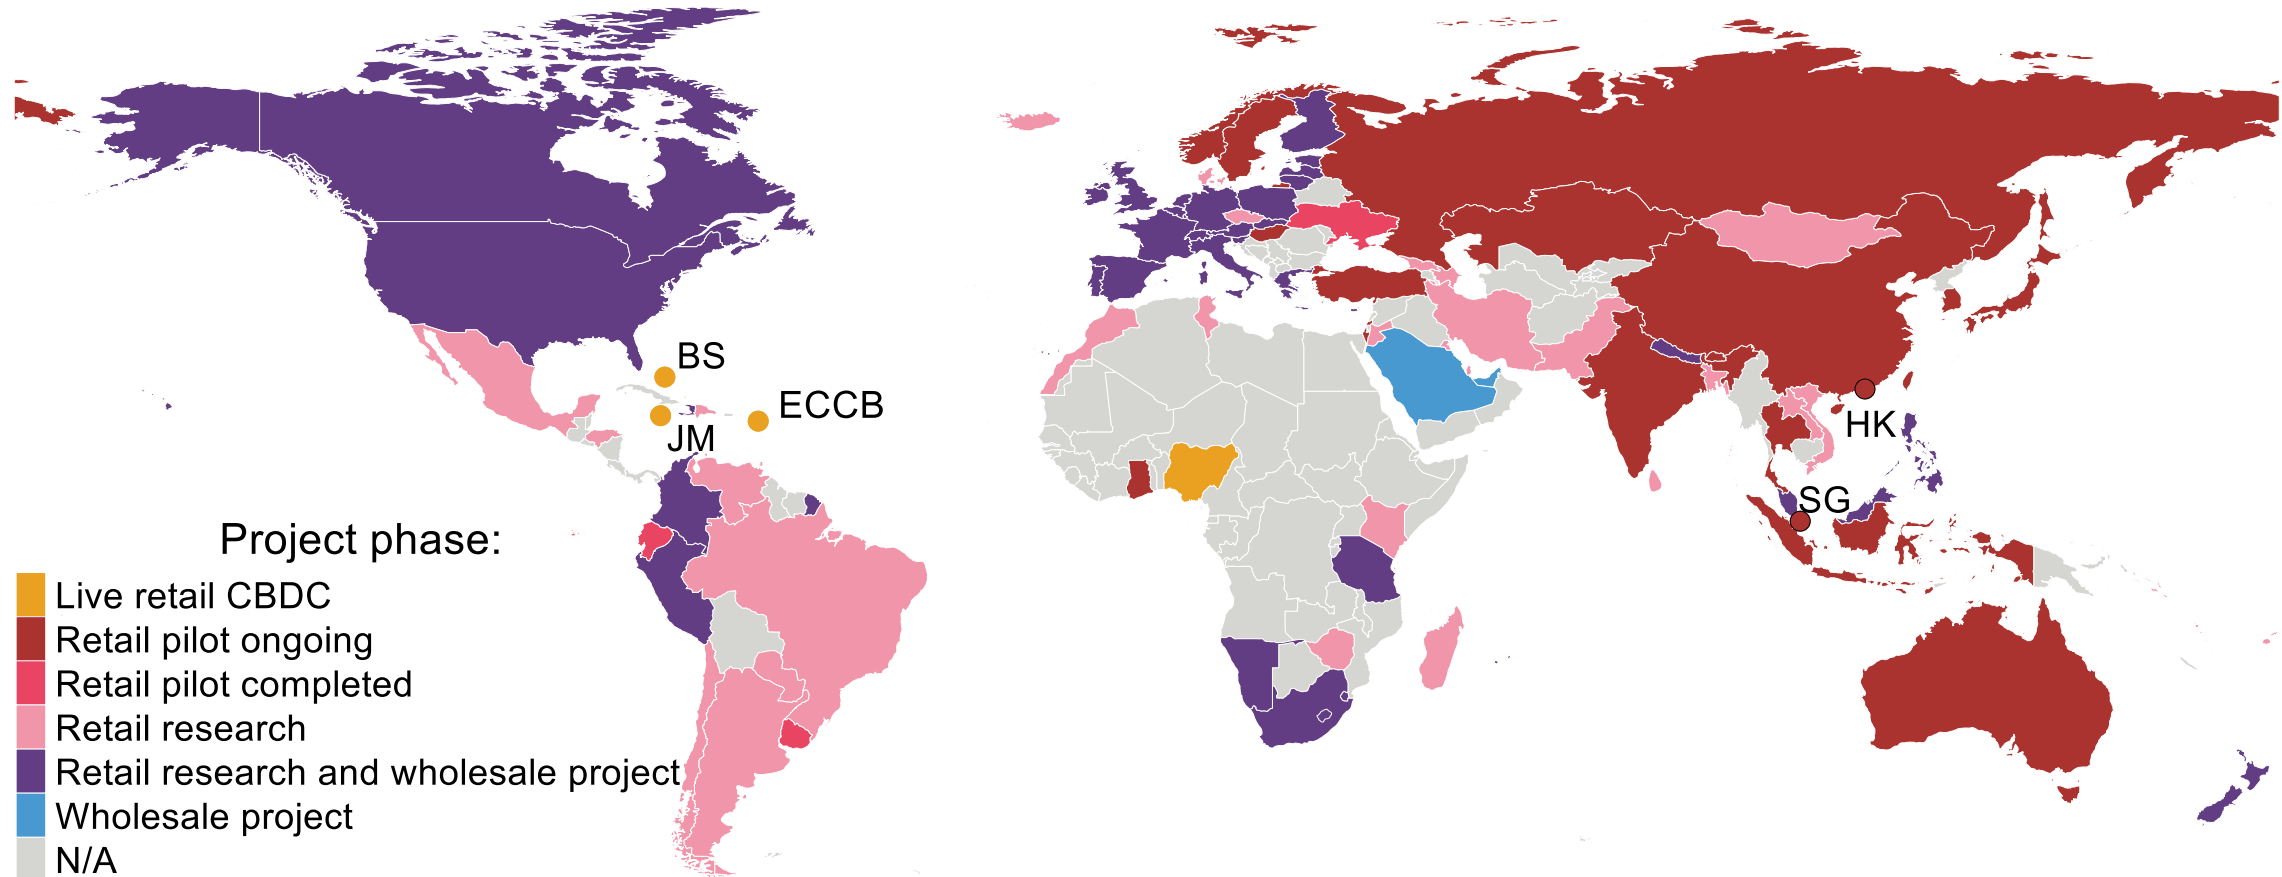 BS
ECCB
JM
HK
SG
Project phase:
Live retail CBDC
Retail pilot ongoing
Retail pilot completed
Retail research
Retail research and wholesale project
Wholesale project
N/A